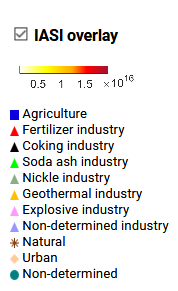 IASI overlay
0.5 1 1.5 ×10¹⁶
Agriculture
Fertilizer industry
Coking industry
Soda ash industry
Nickle industry
Geothermal industry
Explosive industry
Non-determined industry
Natural
Urban
Non-determined